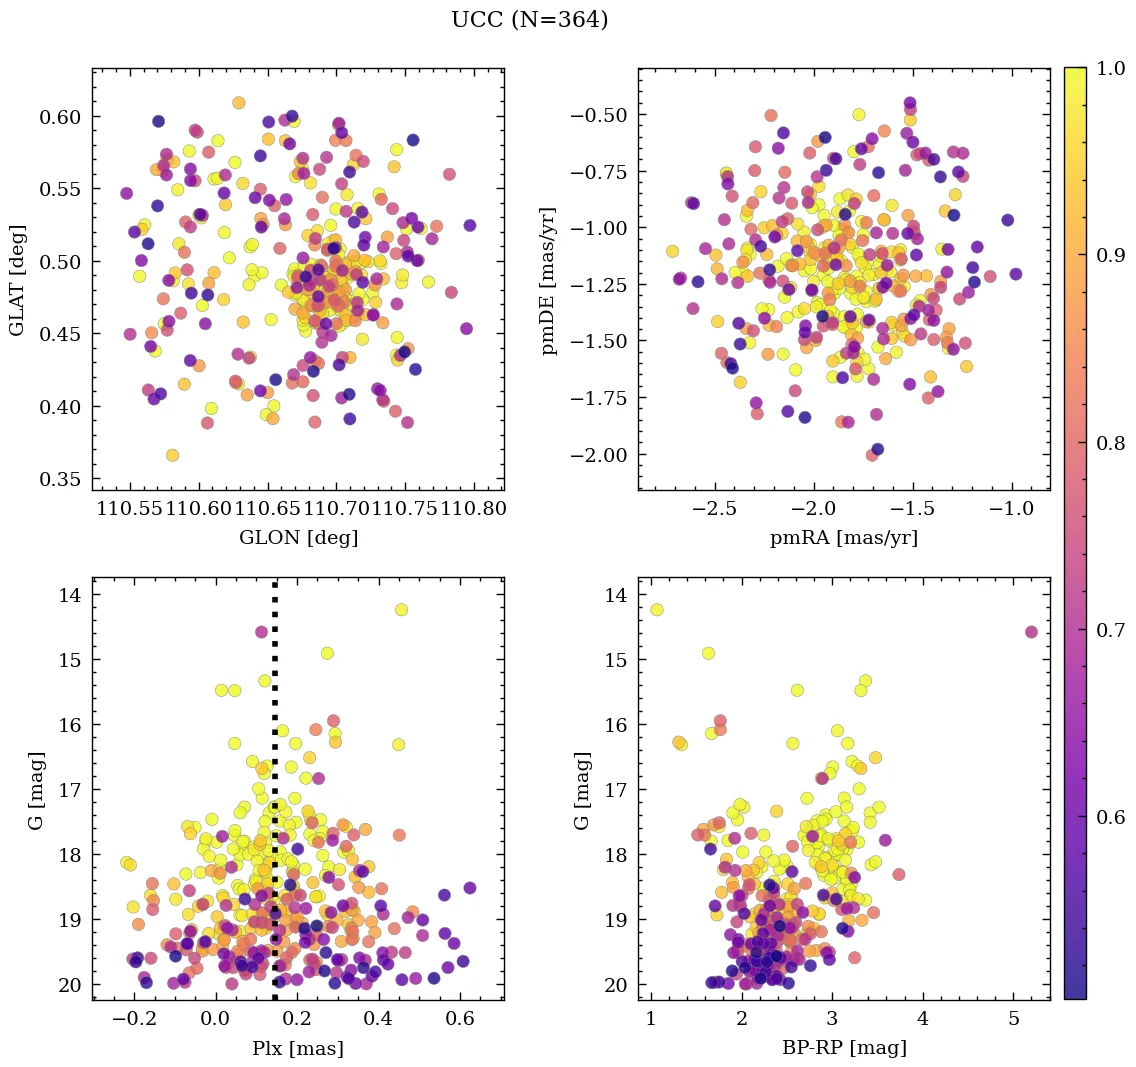 UCC (N=364)
0.60
0.55
0.50
0.45
0.40
0.35
GLAT [deg]
110.55 110.60 110.65 110.70 110.75 110.80
GLON [deg]
−0.50
−0.75
−1.00
−1.25
−1.50
−1.75
−2.00
pmDE [mas/yr]
−2.5 −2.0 −1.5 −1.0
pmRA [mas/yr]
14
15
16
17
18
19
20
G [mag]
−0.2 0.0 0.2 0.4 0.6
Plx [mas]
14
15
16
17
18
19
20
G [mag]
1 2 3 4 5
BP-RP [mag]
1.0
0.9
0.8
0.7
0.6